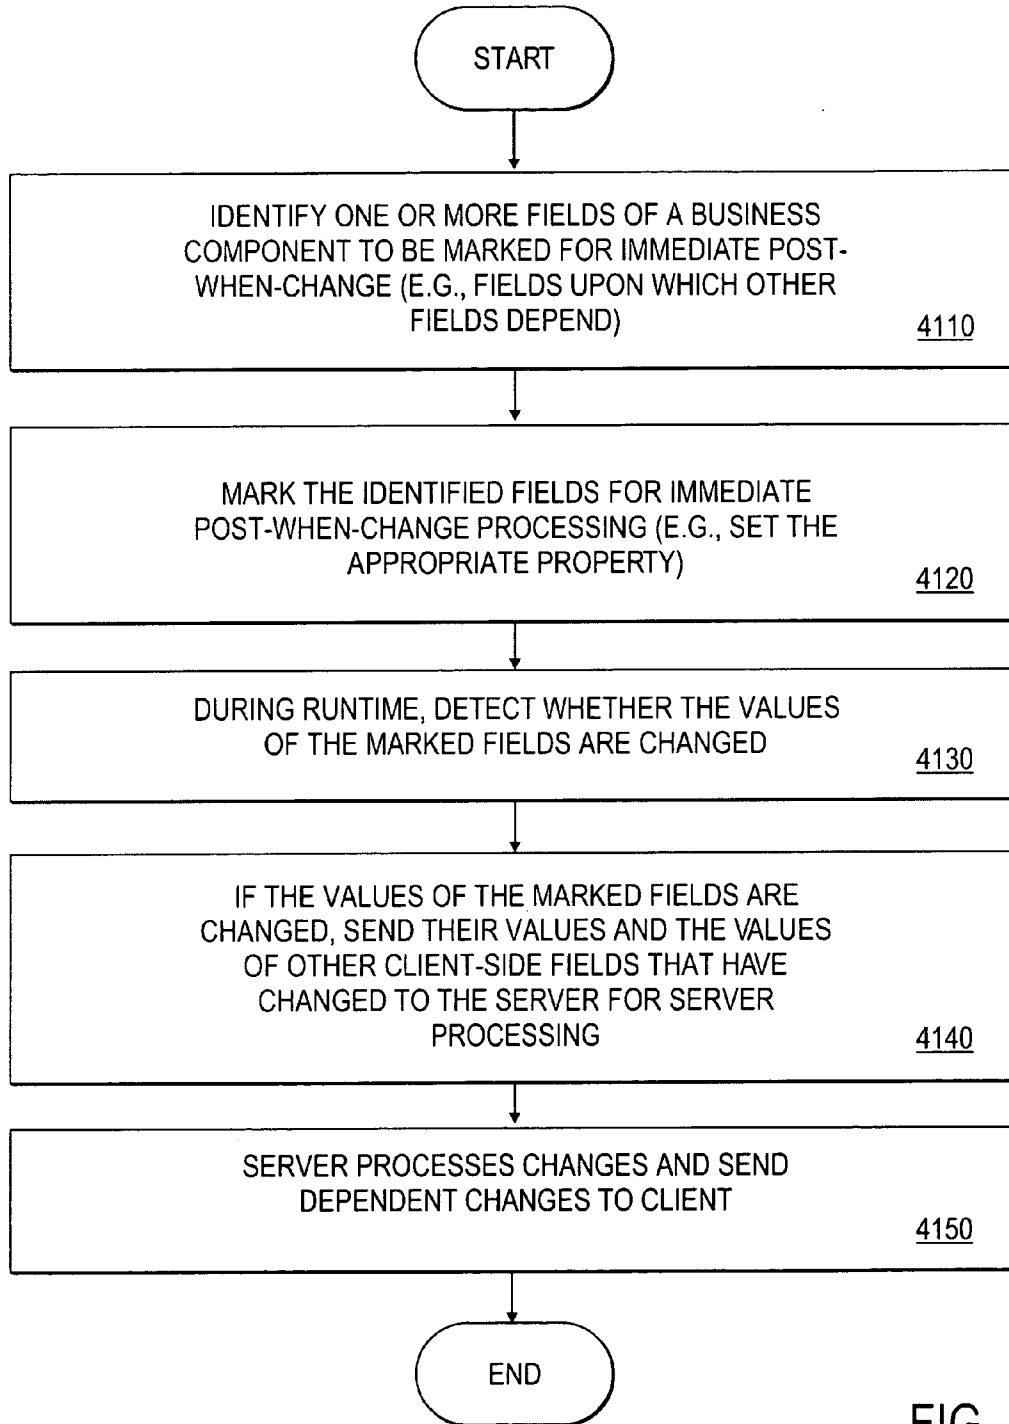 START
IDENTIFY ONE OR MORE FIELDS OF A BUSINESS
COMPONENT TO BE MARKED FOR IMMEDIATE POST-
WHEN-CHANGE (E.G., FIELDS UPON WHICH OTHER
FIELDS DEPEND)
4110
MARK THE IDENTIFIED FIELDS FOR IMMEDIATE
POST-WHEN-CHANGE PROCESSING (E.G., SET THE
APPROPRIATE PROPERTY)
4120
DURING RUNTIME, DETECT WHETHER THE VALUES
OF THE MARKED FIELDS ARE CHANGED
4130
IF THE VALUES OF THE MARKED FIELDS ARE
CHANGED, SEND THEIR VALUES AND THE VALUES
OF OTHER CLIENT-SIDE FIELDS THAT HAVE
CHANGED TO THE SERVER FOR SERVER
PROCESSING
4140
SERVER PROCESSES CHANGES AND SEND
DEPENDENT CHANGES TO CLIENT
4150
END
FIG